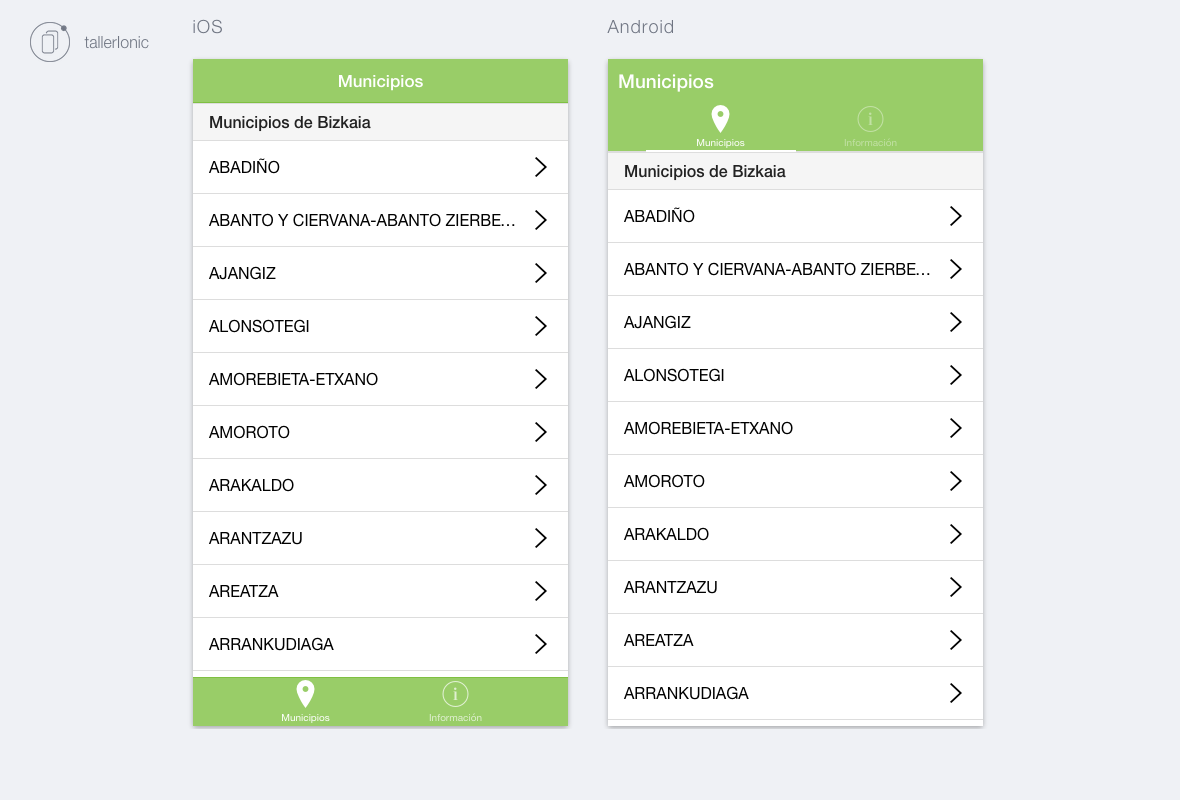 tallerIonic
iOS
Municipios
Municipios de Bizkaia
ABADIÑO
ABANTO Y CIERVANA-ABANTO ZIERBE...
AJANGIZ
ALONSOTEGI
AMOREBIETA-ETXANO
AMOROTO
ARAKALDO
ARANTZAZU
AREATZA
ARRANKUDIAGA
Municipios
Información
Android
Municipios
Municipios
Información
Municipios de Bizkaia
ABADIÑO
ABANTO Y CIERVANA-ABANTO ZIERBE...
AJANGIZ
ALONSOTEGI
AMOREBIETA-ETXANO
AMOROTO
ARAKALDO
ARANTZAZU
AREATZA
ARRANKUDIAGA